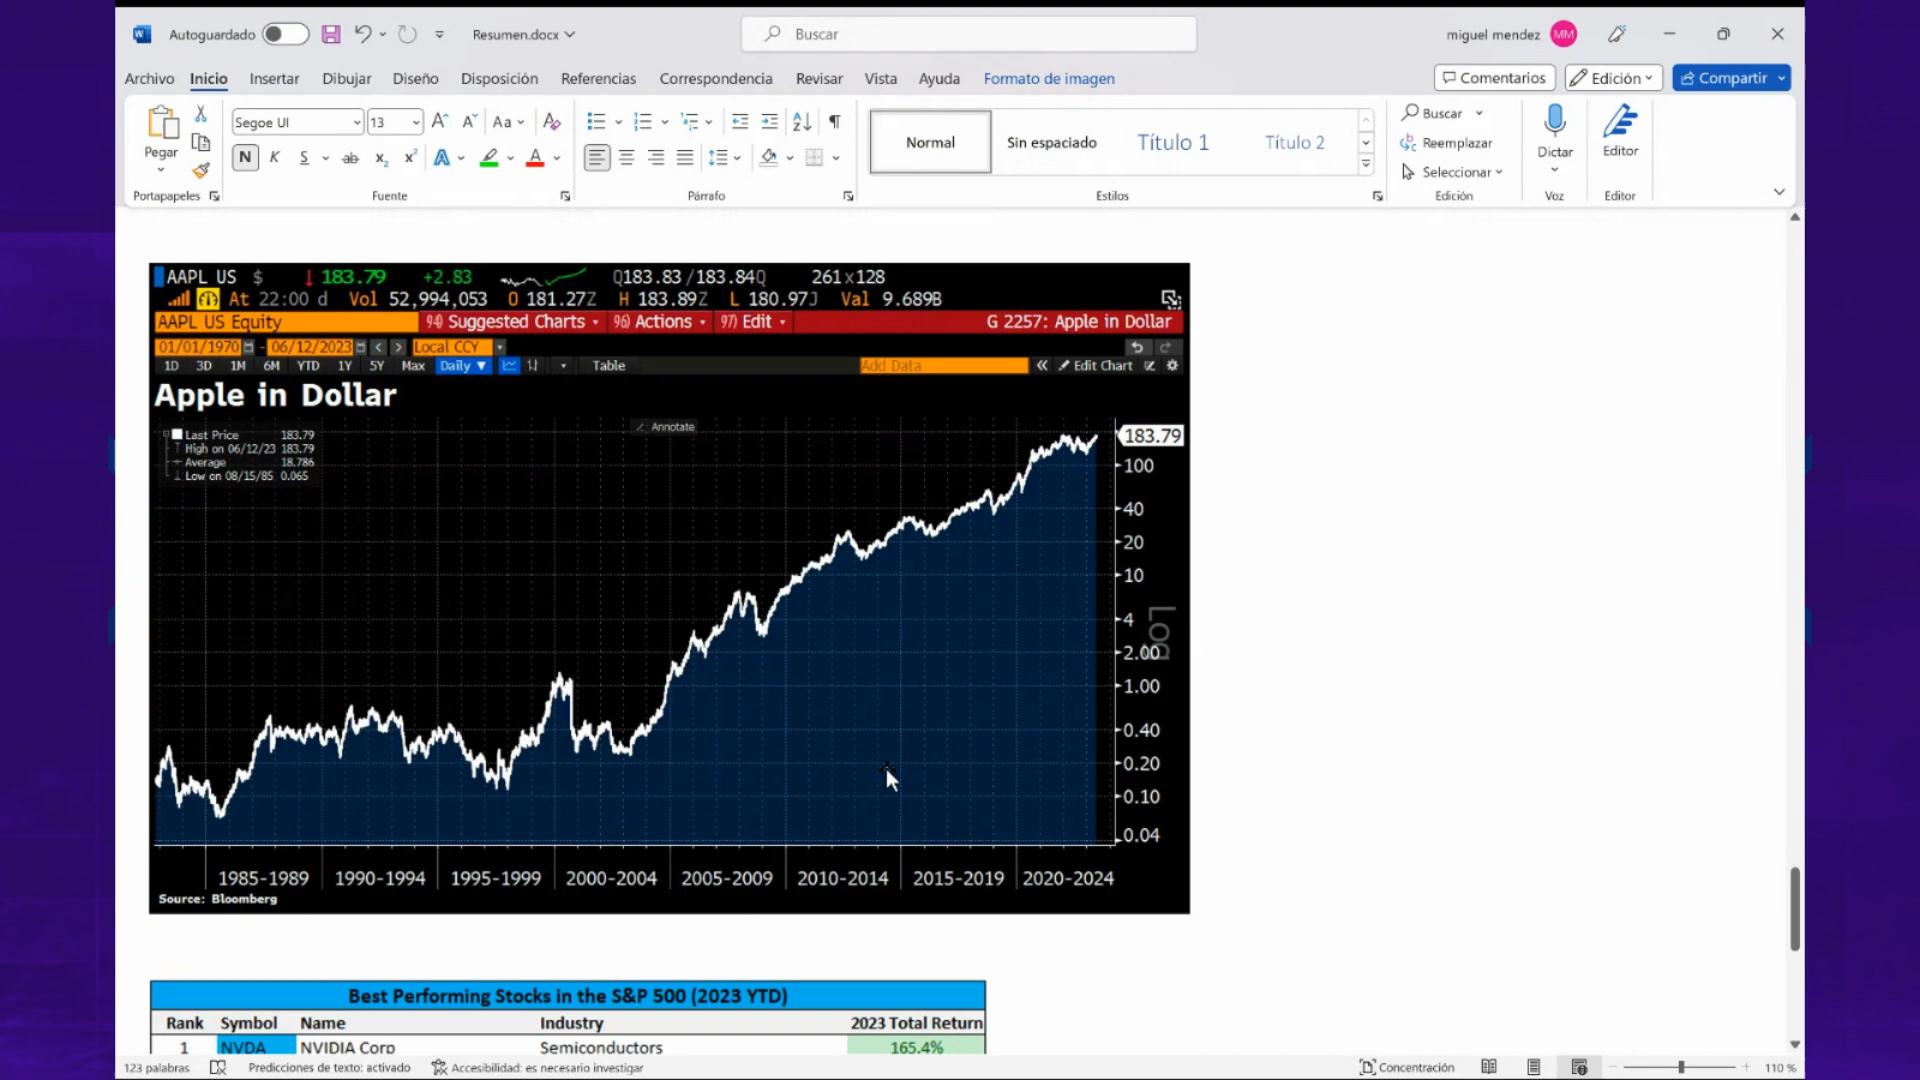 Autoguardado Resumen.docx Buscar miguel mendez MM
Archivo Inicio Insertar Dibujar Diseño Disposición Referencias Correspondencia Revisar Vista Ayuda Formato de imagen Comentarios Edición Compartir
Segoe UI 13 Aa Buscar
Pegar Normal Sin espaciado Título 1 Título 2 Reemplazar Dictar Editor
N K S ab x₂ x² A A Seleccionar
Portapapeles Fuente Párrafo Estilos Edición Voz Editor
AAPL US $ ↓ 183.79 +2.83 Q183.83/183.84Q 261x128
At 22:00 d Vol 52,994,053 O 181.27Z H 183.89Z L 180.97J Val 9.689B
AAPL US Equity 94) Suggested Charts 96) Actions 97) Edit G 2257: Apple in Dollar
01/01/1970 - 06/12/2023 < > Local CCY
1D 3D 1M 6M YTD 1Y 5Y Max Daily ▼ Table Add Data « Edit Chart
Apple in Dollar
Annotate
Last Price 183.79
High on 06/12/23 183.79
Average 18.786
Low on 08/15/85 0.065
183.79
100
40
20
10
4
2.00
1.00
0.40
0.20
0.10
0.04
Log
1985-1989 1990-1994 1995-1999 2000-2004 2005-2009 2010-2014 2015-2019 2020-2024
Source: Bloomberg
Best Performing Stocks in the S&P 500 (2023 YTD)
Rank Symbol Name Industry 2023 Total Return
1 NVDA NVIDIA Corp Semiconductors 165.4%
123 palabras Predicciones de texto: activado Accesibilidad: es necesario investigar Concentración 110 %